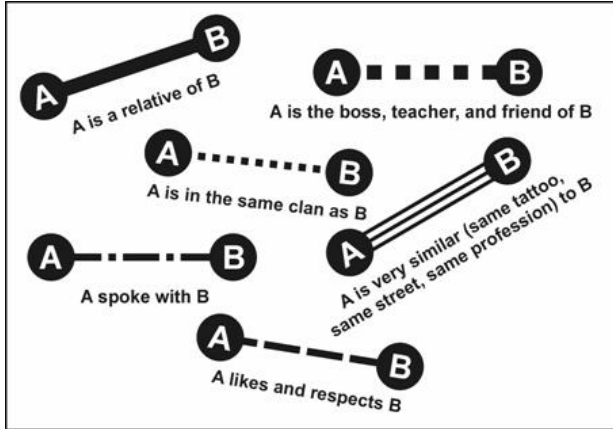 A B
A is a relative of B
A B
A is the boss, teacher, and friend of B
A B
A is in the same clan as B
A B
A is very similar (same tattoo,
same street, same profession) to B
A B
A spoke with B
A B
A likes and respects B